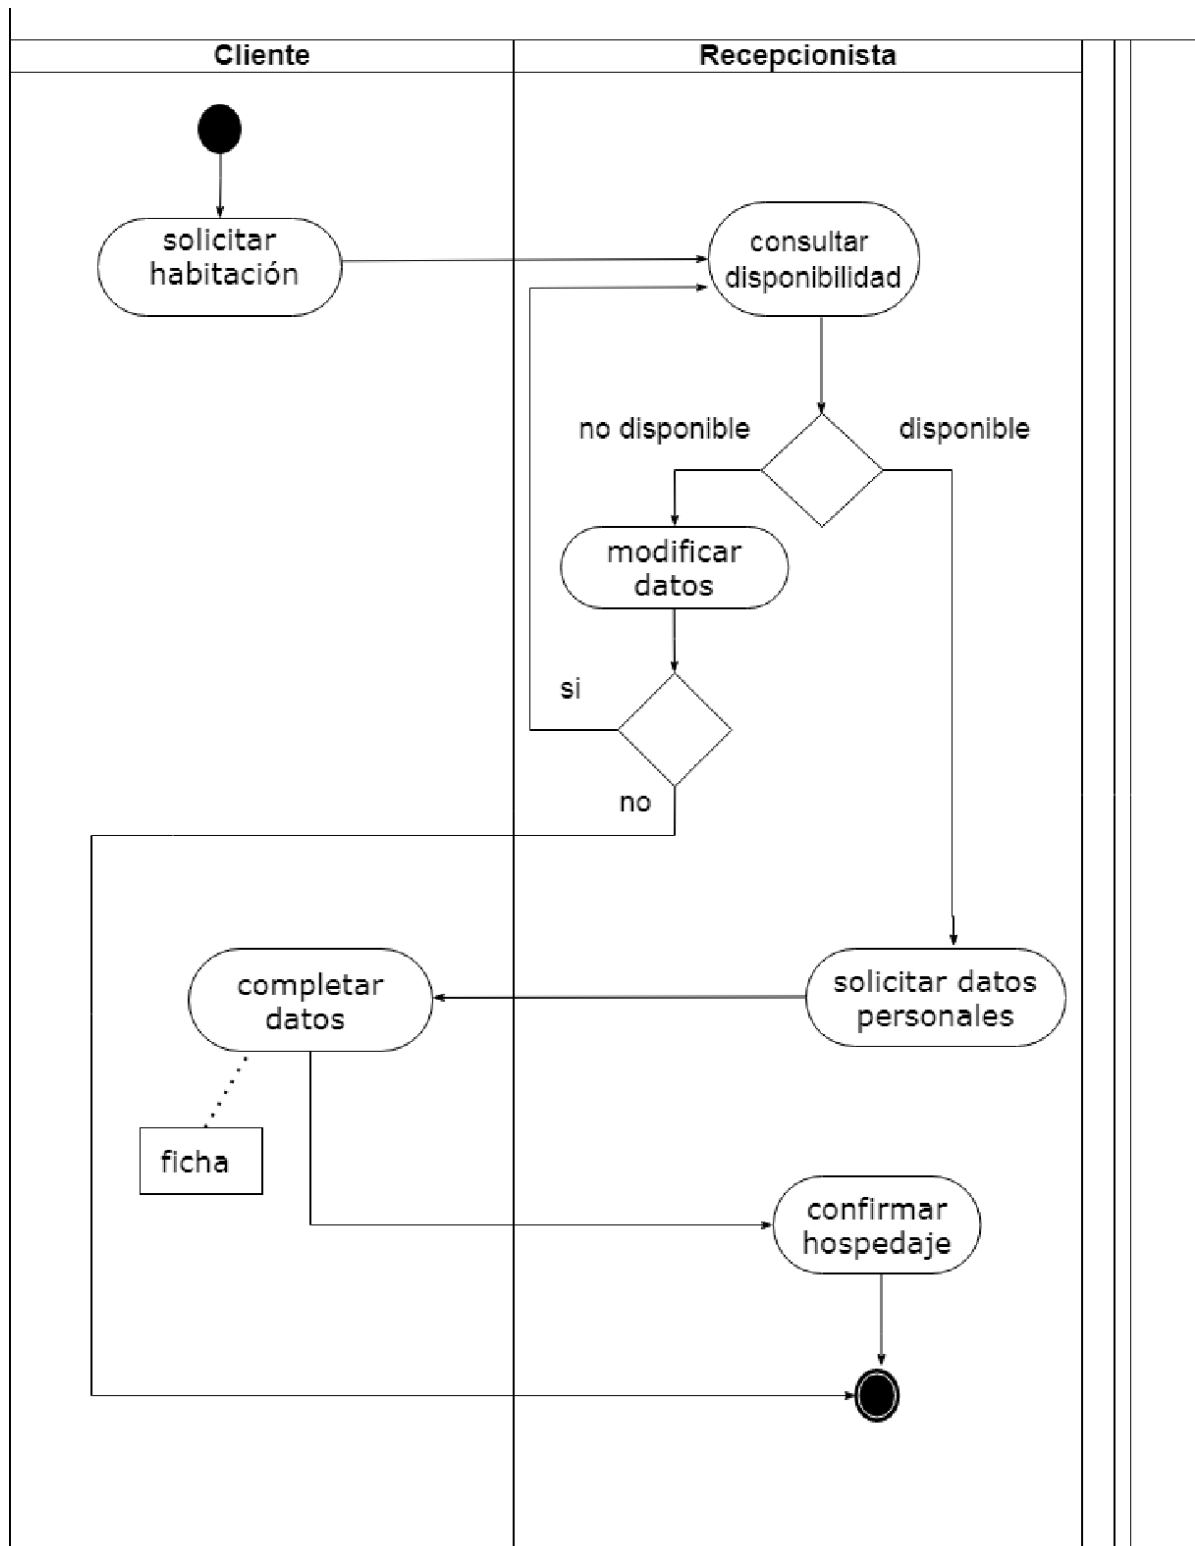 Cliente
Recepcionista
solicitar
habitación
consultar
disponibilidad
no disponible
disponible
modificar
datos
si
no
completar
datos
solicitar datos
personales
ficha
confirmar
hospedaje